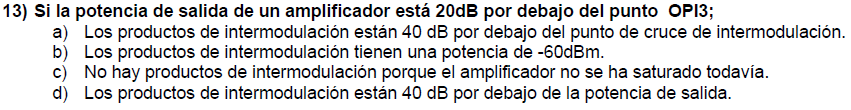 13) Si la potencia de salida de un amplificador está 20dB por debajo del punto OPI3;
a) Los productos de intermodulación están 40 dB por debajo del punto de cruce de intermodulación.
b) Los productos de intermodulación tienen una potencia de -60dBm.
c) No hay productos de intermodulación porque el amplificador no se ha saturado todavía.
d) Los productos de intermodulación están 40 dB por debajo de la potencia de salida.